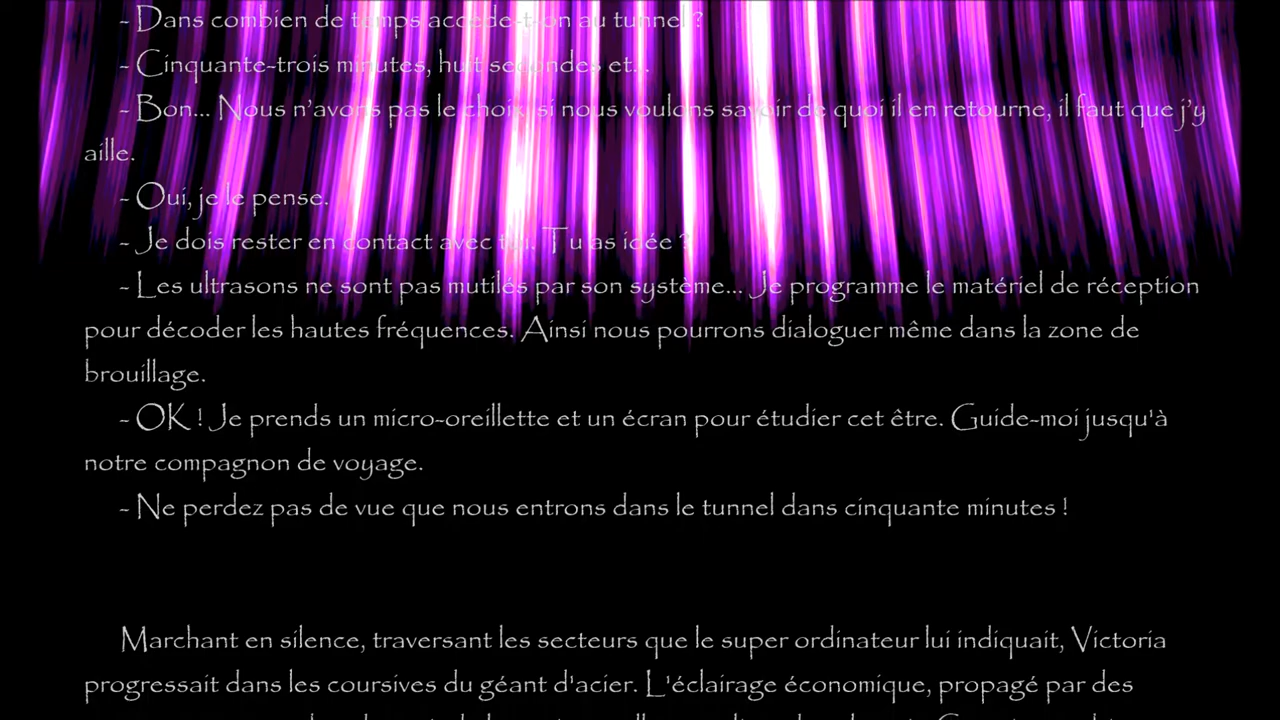 - Dans combien de temps accède-t-on au tunnel ?
- Cinquante-trois minutes, huit secondes et...
- Bon... Nous n’avons pas le choix, si nous voulons savoir de quoi il en retourne, il faut que j’y
aille.
- Oui, je le pense.
- Je dois rester en contact avec toi. Tu as idée ?
- Les ultrasons ne sont pas mutilés par son système... Je programme le matériel de réception
pour décoder les hautes fréquences. Ainsi nous pourrons dialoguer même dans la zone de
brouillage.
- OK ! Je prends un micro-oreillette et un écran pour étudier cet être. Guide-moi jusqu'à
notre compagnon de voyage.
- Ne perdez pas de vue que nous entrons dans le tunnel dans cinquante minutes !
Marchant en silence, traversant les secteurs que le super ordinateur lui indiquait, Victoria
progressait dans les coursives du géant d'acier. L'éclairage économique, propagé par des